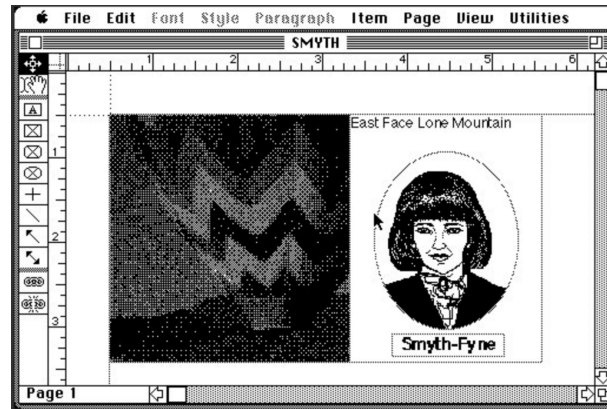 File Edit Font Style Paragraph Item Page View Utilities
SMYTH
1 2 3 4 5 6
A
1
2
3
East Face Lone Mountain
Smyth-Fyne
Page 1